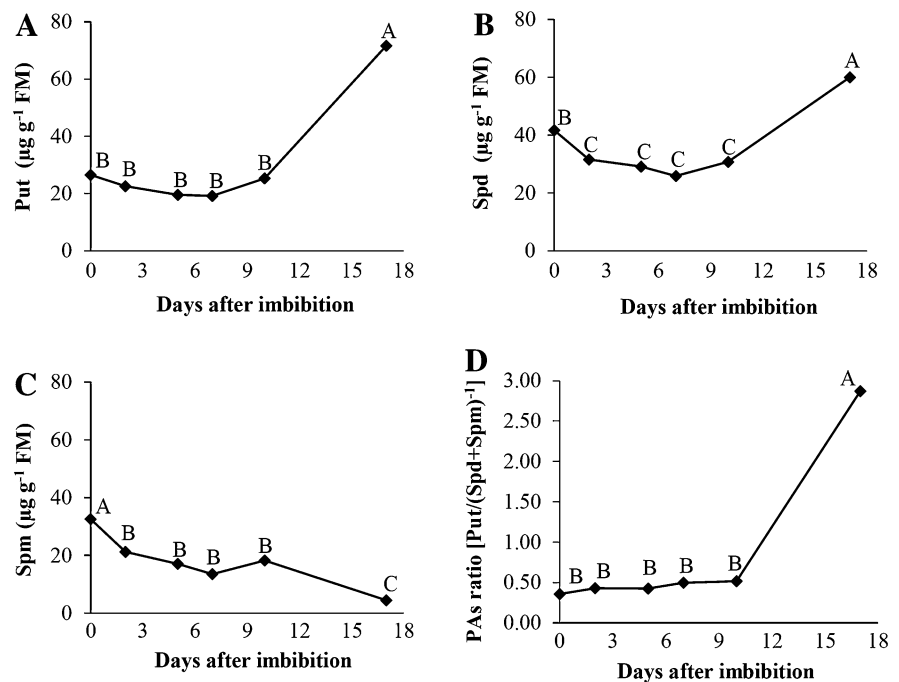 A
80
60
40
20
0
Put (µg g⁻¹ FM)
B B B B B A
0 3 6 9 12 15 18
Days after imbibition
B
80
60
40
20
0
Spd (µg g⁻¹ FM)
B C C C C A
0 3 6 9 12 15 18
Days after imbibition
C
80
60
40
20
0
Spm (µg g⁻¹ FM)
A B B B B C
0 3 6 9 12 15 18
Days after imbibition
D
3.00
2.50
2.00
1.50
1.00
0.50
0.00
PAs ratio [Put/(Spd+Spm)⁻¹]
B B B B B A
0 3 6 9 12 15 18
Days after imbibition